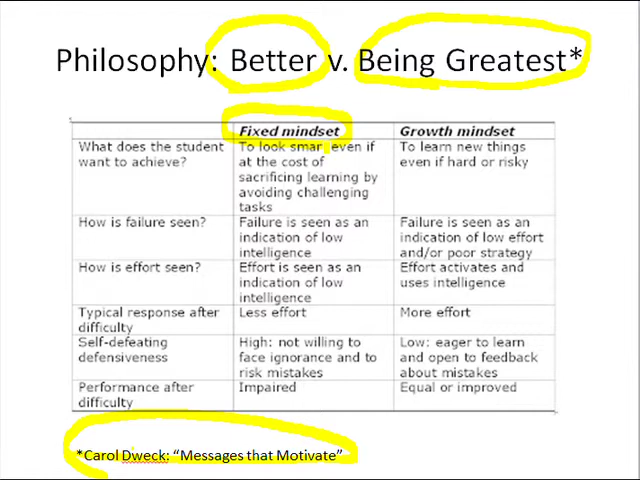 Philosophy: Better v. Being Greatest*
Fixed mindset Growth mindset
What does the student To look smar even if To learn new things
want to achieve? at the cost of even if hard or risky
sacrificing learning by
avoiding challenging
tasks
How is failure seen? Failure is seen as an Failure is seen as an
indication of low indication of low effort
intelligence and/or poor strategy
How is effort seen? Effort is seen as an Effort activates and
indication of low uses intelligence
intelligence
Typical response after Less effort More effort
difficulty
Self-defeating High: not willing to Low: eager to learn
defensiveness face ignorance and to and open to feedback
risk mistakes about mistakes
Performance after Impaired Equal or improved
difficulty
*Carol Dweck: “Messages that Motivate”